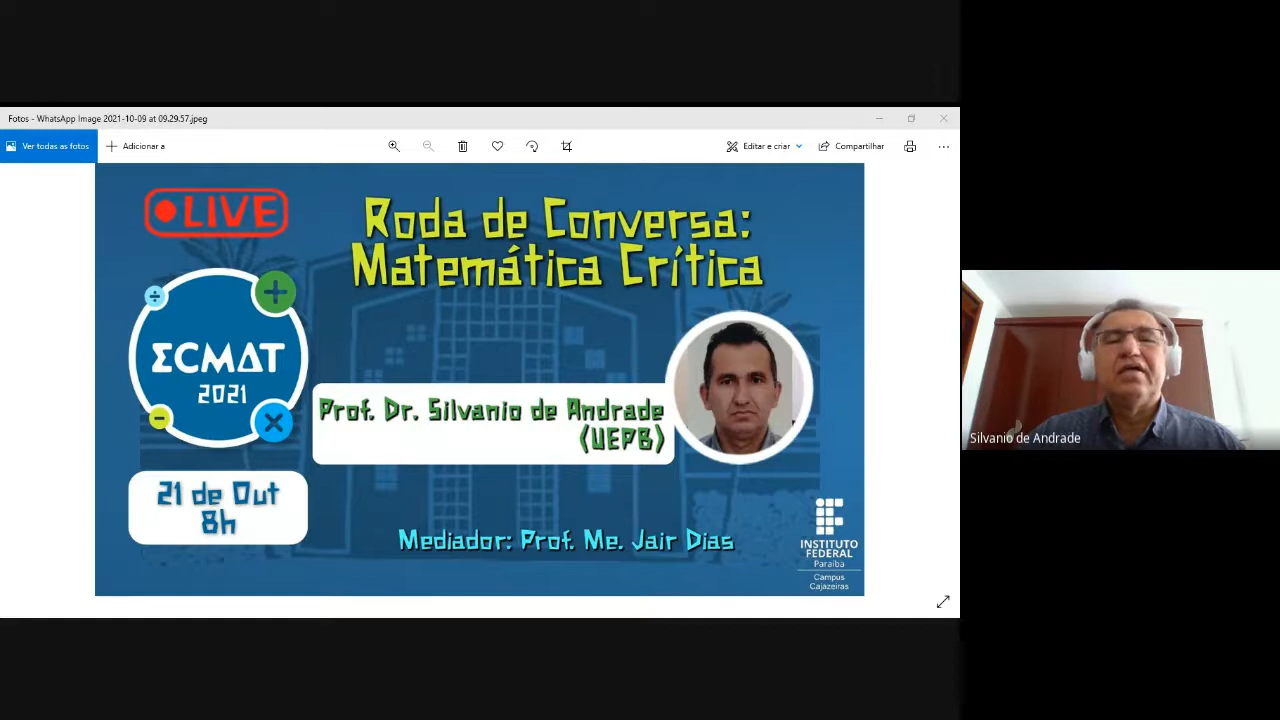 Fotos - WhatsApp Image 2021-10-09 at 09.29.57.jpeg
Ver todas as fotos
Adicionar a
Editar e criar
Compartilhar
LIVE
Roda de Conversa:
Matemática Crítica
ΣCMΔT
2021
Prof. Dr. Silvanio de Andrade
(UEPB)
21 de Out
8h
Mediador: Prof. Me. Jair Dias
INSTITUTO
FEDERAL
Paraíba
Campus
Cajazeiras
Silvanio de Andrade